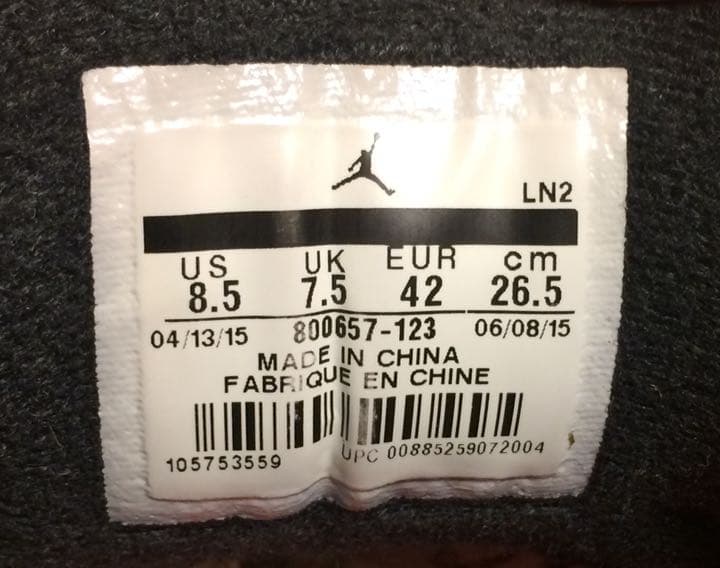 LN2
US UK EUR cm
8.5 7.5 42 26.5
04/13/15 800657-123 06/08/15
MADE IN CHINA
FABRIQUE EN CHINE
105753559 UPC 00885259072004